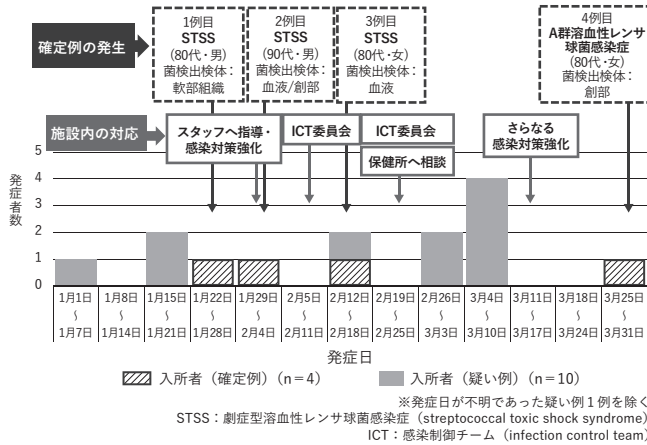 確定例の発生
1例目
STSS
(80代・男)
菌検出検体：
軟部組織
2例目
STSS
(90代・男)
菌検出検体：
血液/創部
3例目
STSS
(80代・女)
菌検出検体：
血液
4例目
A群溶血性レンサ
球菌感染症
(80代・女)
菌検出検体：
創部
施設内の対応
スタッフへ指導・
感染対策強化
ICT委員会
ICT委員会
保健所へ相談
さらなる
感染対策強化
発症者数
5
4
3
2
1
0
1月1日
〜
1月7日
1月8日
〜
1月14日
1月15日
〜
1月21日
1月22日
〜
1月28日
1月29日
〜
2月4日
2月5日
〜
2月11日
2月12日
〜
2月18日
2月19日
〜
2月25日
2月26日
〜
3月3日
3月4日
〜
3月10日
3月11日
〜
3月17日
3月18日
〜
3月24日
3月25日
〜
3月31日
発症日
入所者（確定例）(n＝4)
入所者（疑い例）(n＝10)
※発症日が不明であった疑い例1例を除く
STSS：劇症型溶血性レンサ球菌感染症（streptococcal toxic shock syndrome）
ICT：感染制御チーム（infection control team）